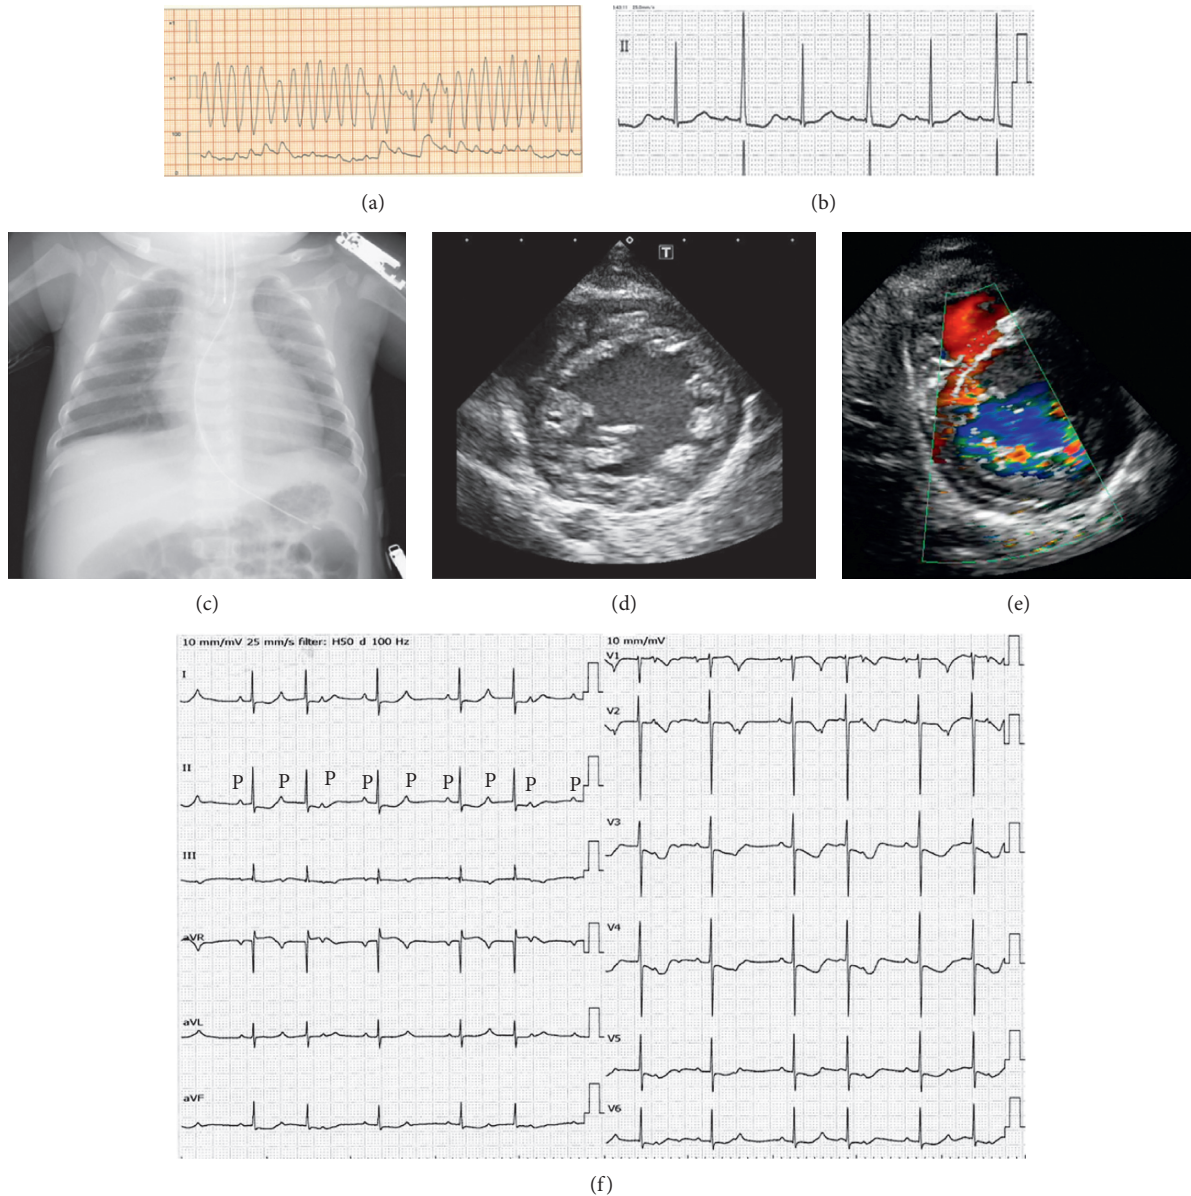 II
(a)
(b)
T
(c)
(d)
(e)
10 mm/mV 25 mm/s filter: H50 d 100 Hz
10 mm/mV
I
V1
V2
II
P P P P P P P P P
V3
III
V4
aVR
aVL
V5
aVF
V6
(f)